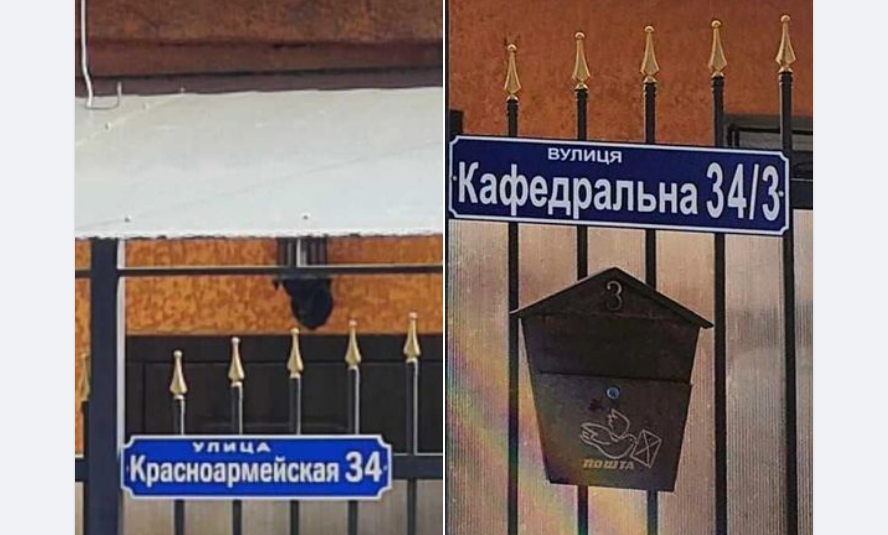 УЛИЦА
Красноармейская 34
ВУЛИЦЯ
Кафедральна 34/3
3
ПОШТА